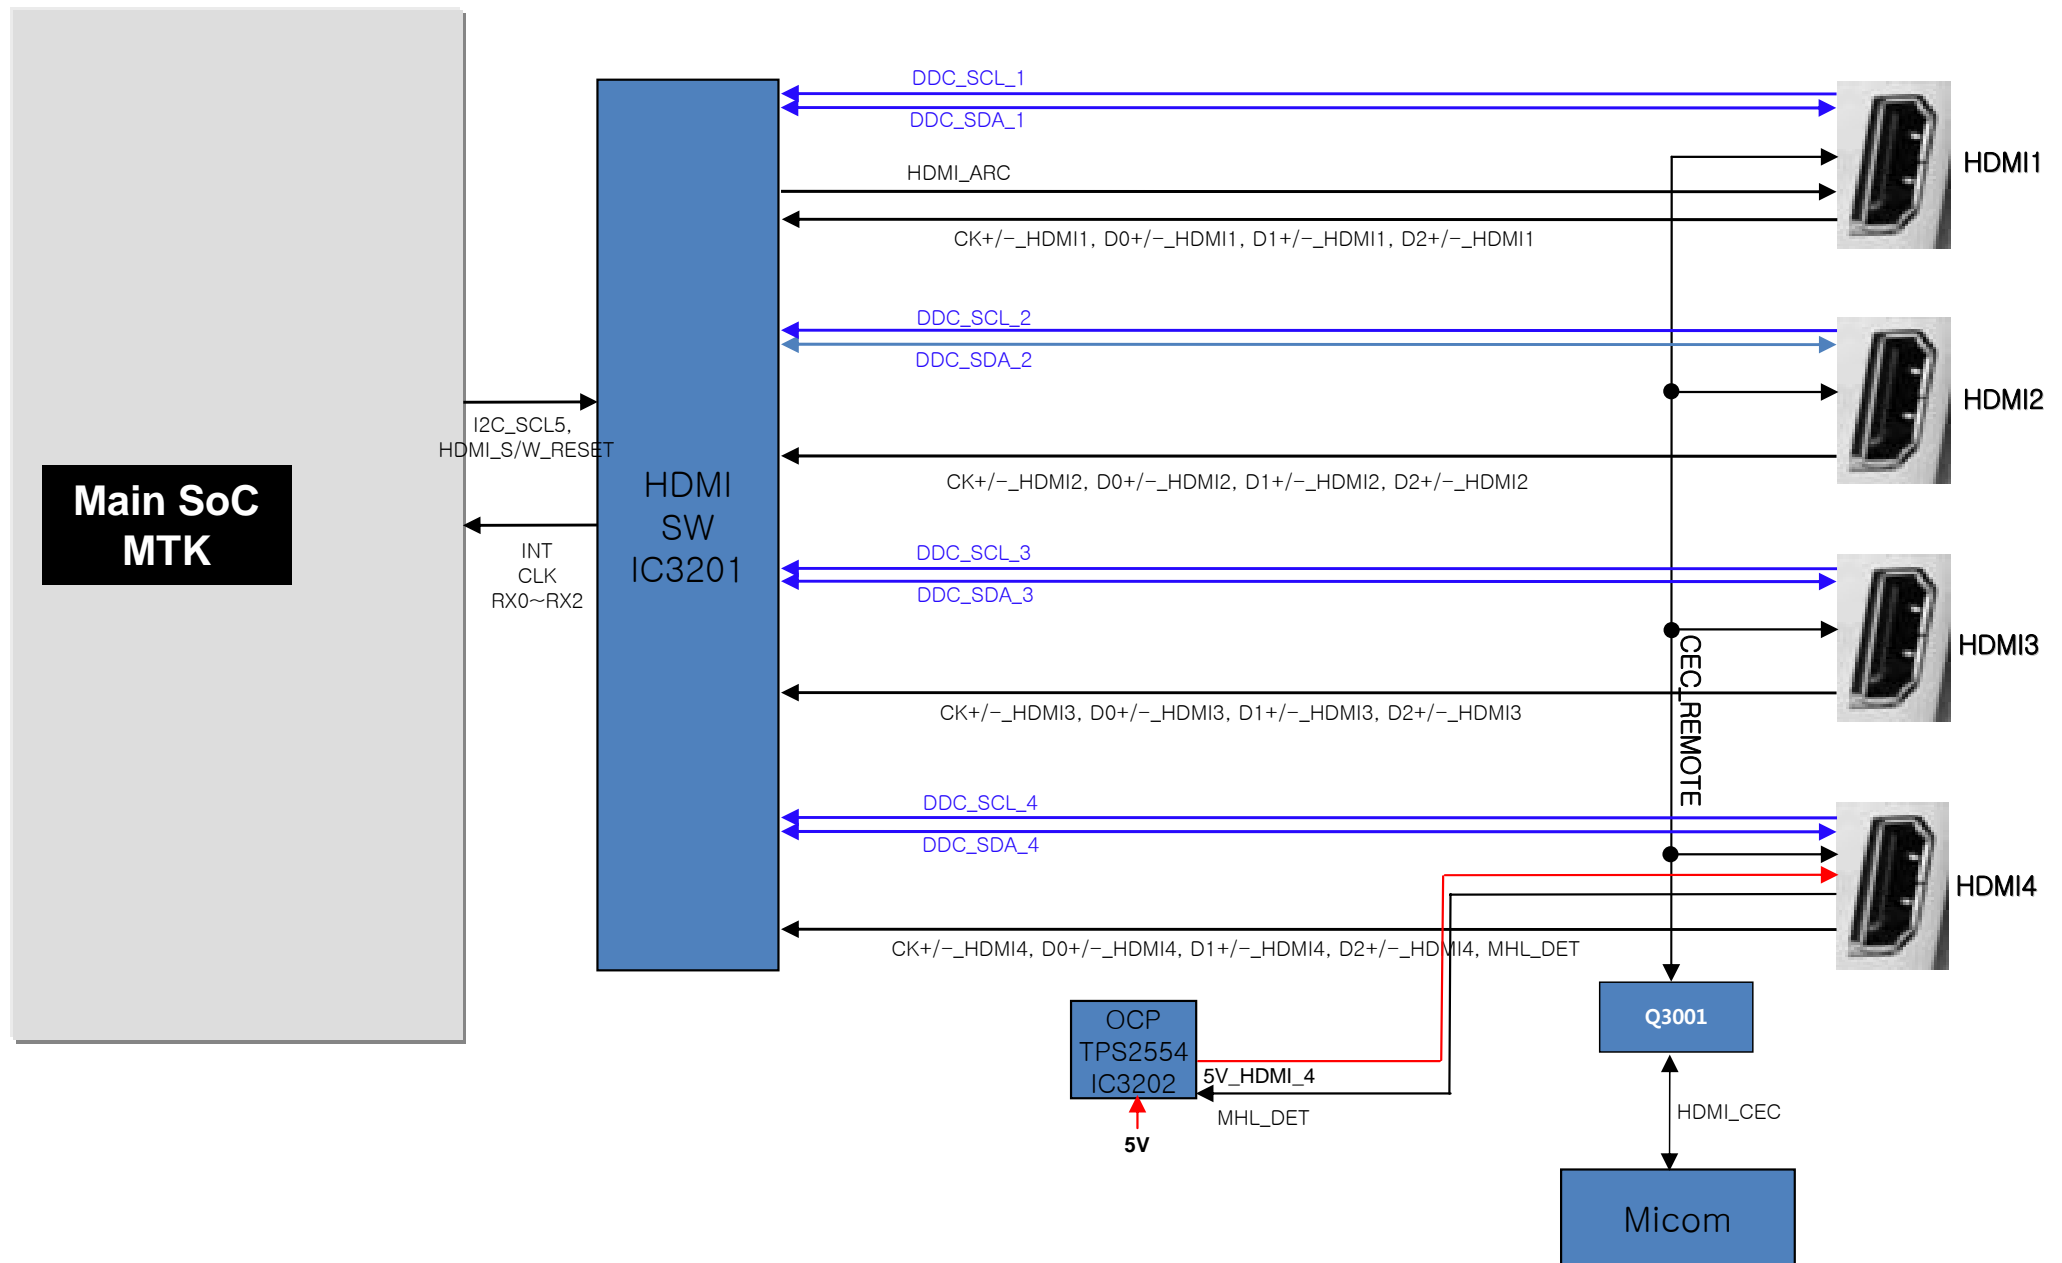 DDC_SCL_1
DDC_SDA_1
HDMI_ARC
HDMI1
CK+/-_HDMI1, D0+/-_HDMI1, D1+/-_HDMI1, D2+/-_HDMI1
DDC_SCL_2
DDC_SDA_2
HDMI2
I2C_SCL5,
HDMI_S/W_RESET
CK+/-_HDMI2, D0+/-_HDMI2, D1+/-_HDMI2, D2+/-_HDMI2
Main SoC
MTK
HDMI
SW
IC3201
INT
CLK
RX0~RX2
DDC_SCL_3
DDC_SDA_3
HDMI3
CEC_REMOTE
CK+/-_HDMI3, D0+/-_HDMI3, D1+/-_HDMI3, D2+/-_HDMI3
DDC_SCL_4
DDC_SDA_4
HDMI4
CK+/-_HDMI4, D0+/-_HDMI4, D1+/-_HDMI4, D2+/-_HDMI4, MHL_DET
OCP
TPS2554
IC3202
Q3001
5V_HDMI_4
MHL_DET
HDMI_CEC
5V
Micom